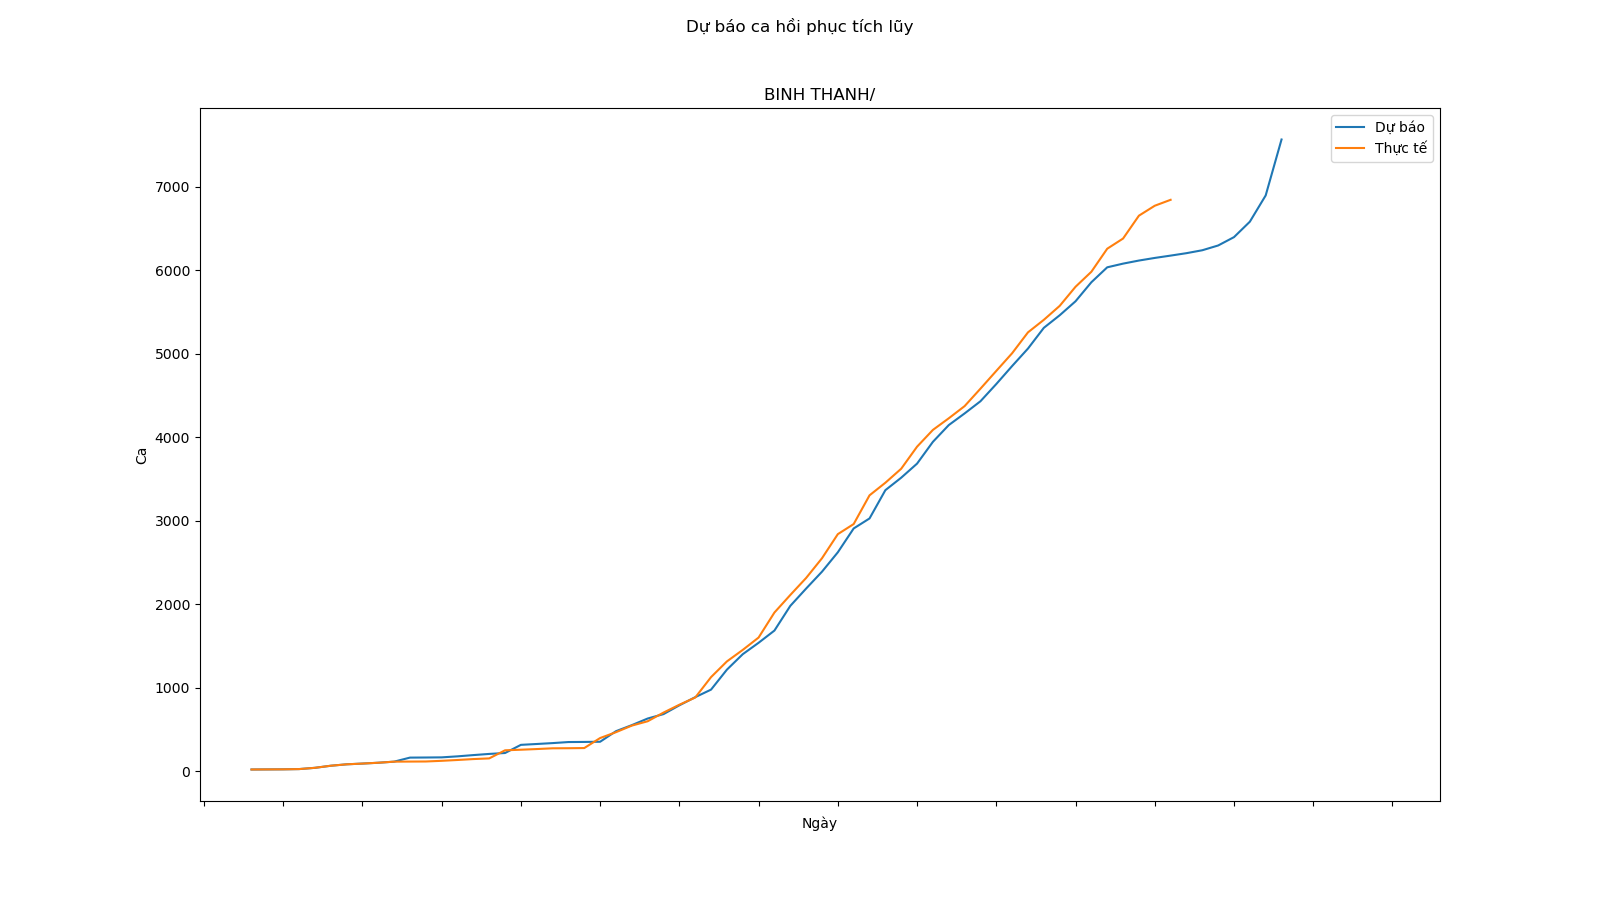 Dự báo ca hồi phục tích lũy
BINH THANH/
Dự báo
Thực tế
7000
6000
5000
4000
3000
2000
1000
0
Ca
Ngày